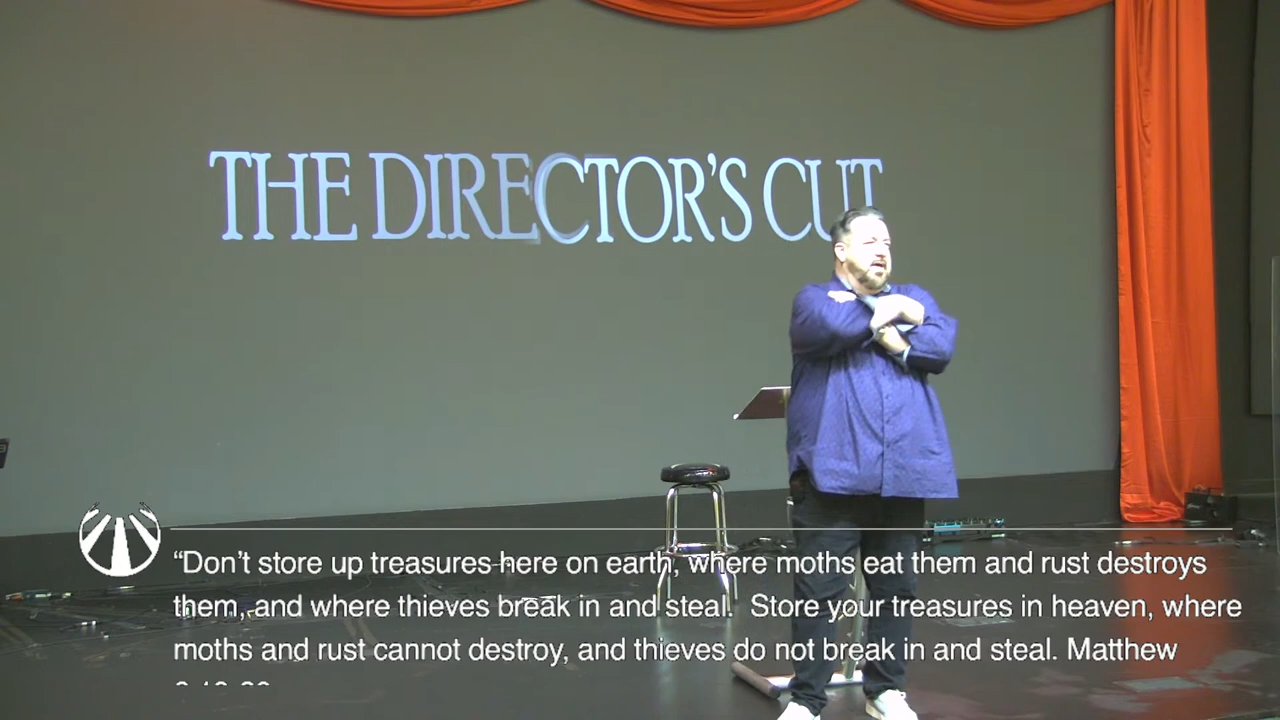 THE DIRECTOR'S CUT
“Don’t store up treasures here on earth, where moths eat them and rust destroys
them, and where thieves break in and steal.  Store your treasures in heaven, where
moths and rust cannot destroy, and thieves do not break in and steal. Matthew